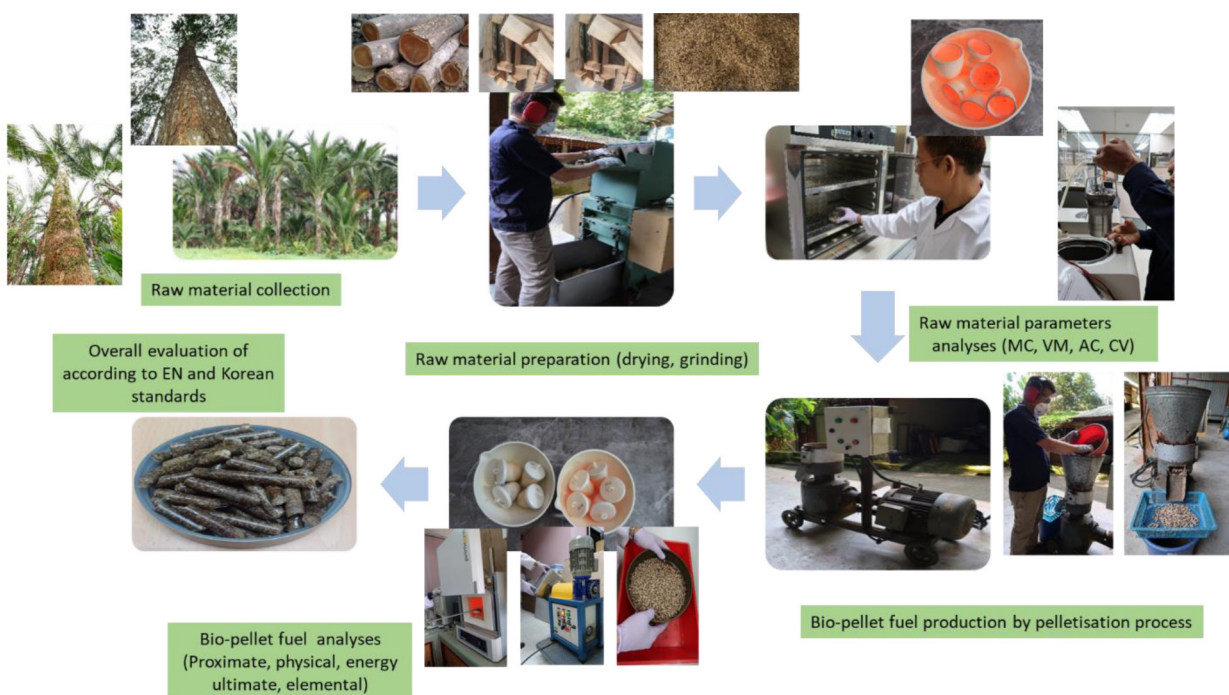 Raw material collection
Raw material preparation (drying, grinding)
Raw material parameters
analyses (MC, VM, AC, CV)
Bio-pellet fuel production by pelletisation process
Bio-pellet fuel  analyses
(Proximate, physical, energy
ultimate, elemental)
Overall evaluation of
according to EN and Korean
standards